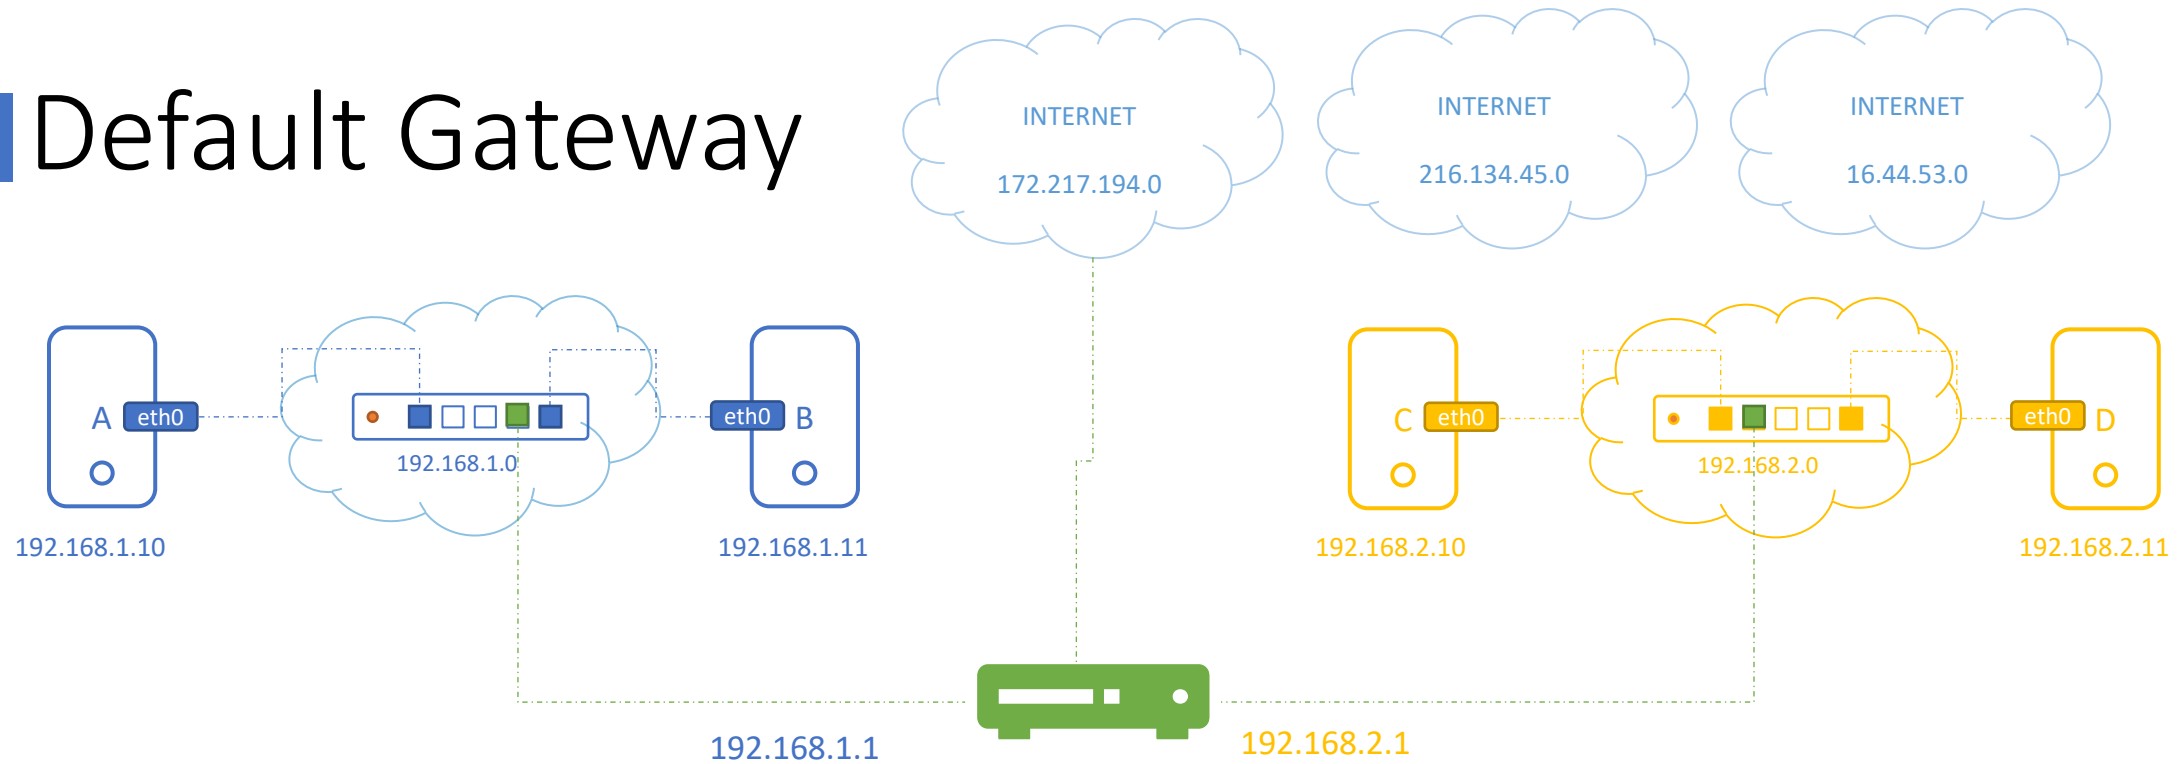 Default Gateway
INTERNET
172.217.194.0
INTERNET
216.134.45.0
INTERNET
16.44.53.0
A
eth0
192.168.1.0
eth0
B
192.168.1.10
192.168.1.11
C
eth0
192.168.2.0
eth0
D
192.168.2.10
192.168.2.11
192.168.1.1
192.168.2.1